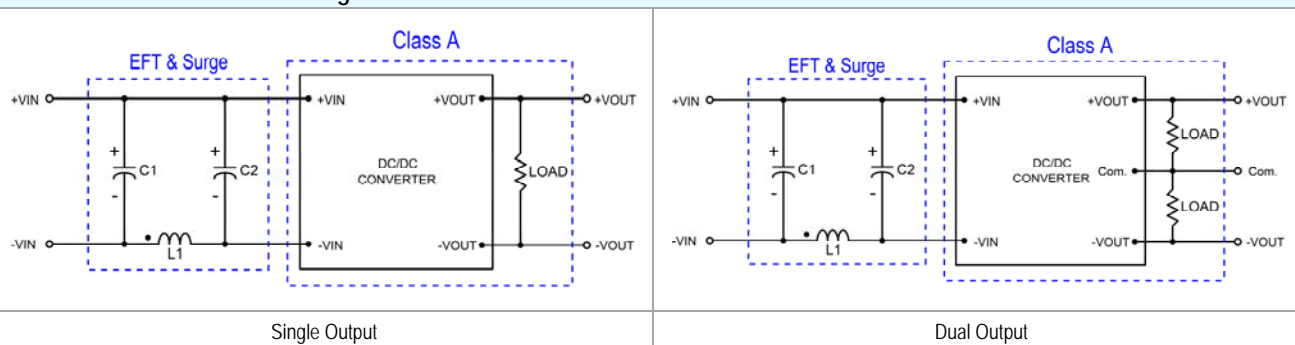 Class A
EFT & Surge
+VIN
+VIN
+VOUT
+VOUT
+
C1
-
+
C2
-
DC/DC
CONVERTER
LOAD
-VIN
L1
-VIN
-VOUT
-VOUT
Single Output
Class A
EFT & Surge
+VIN
+VIN
+VOUT
+VOUT
LOAD
+
C1
-
+
C2
-
DC/DC
CONVERTER
Com.
Com.
LOAD
-VIN
L1
-VIN
-VOUT
-VOUT
Dual Output